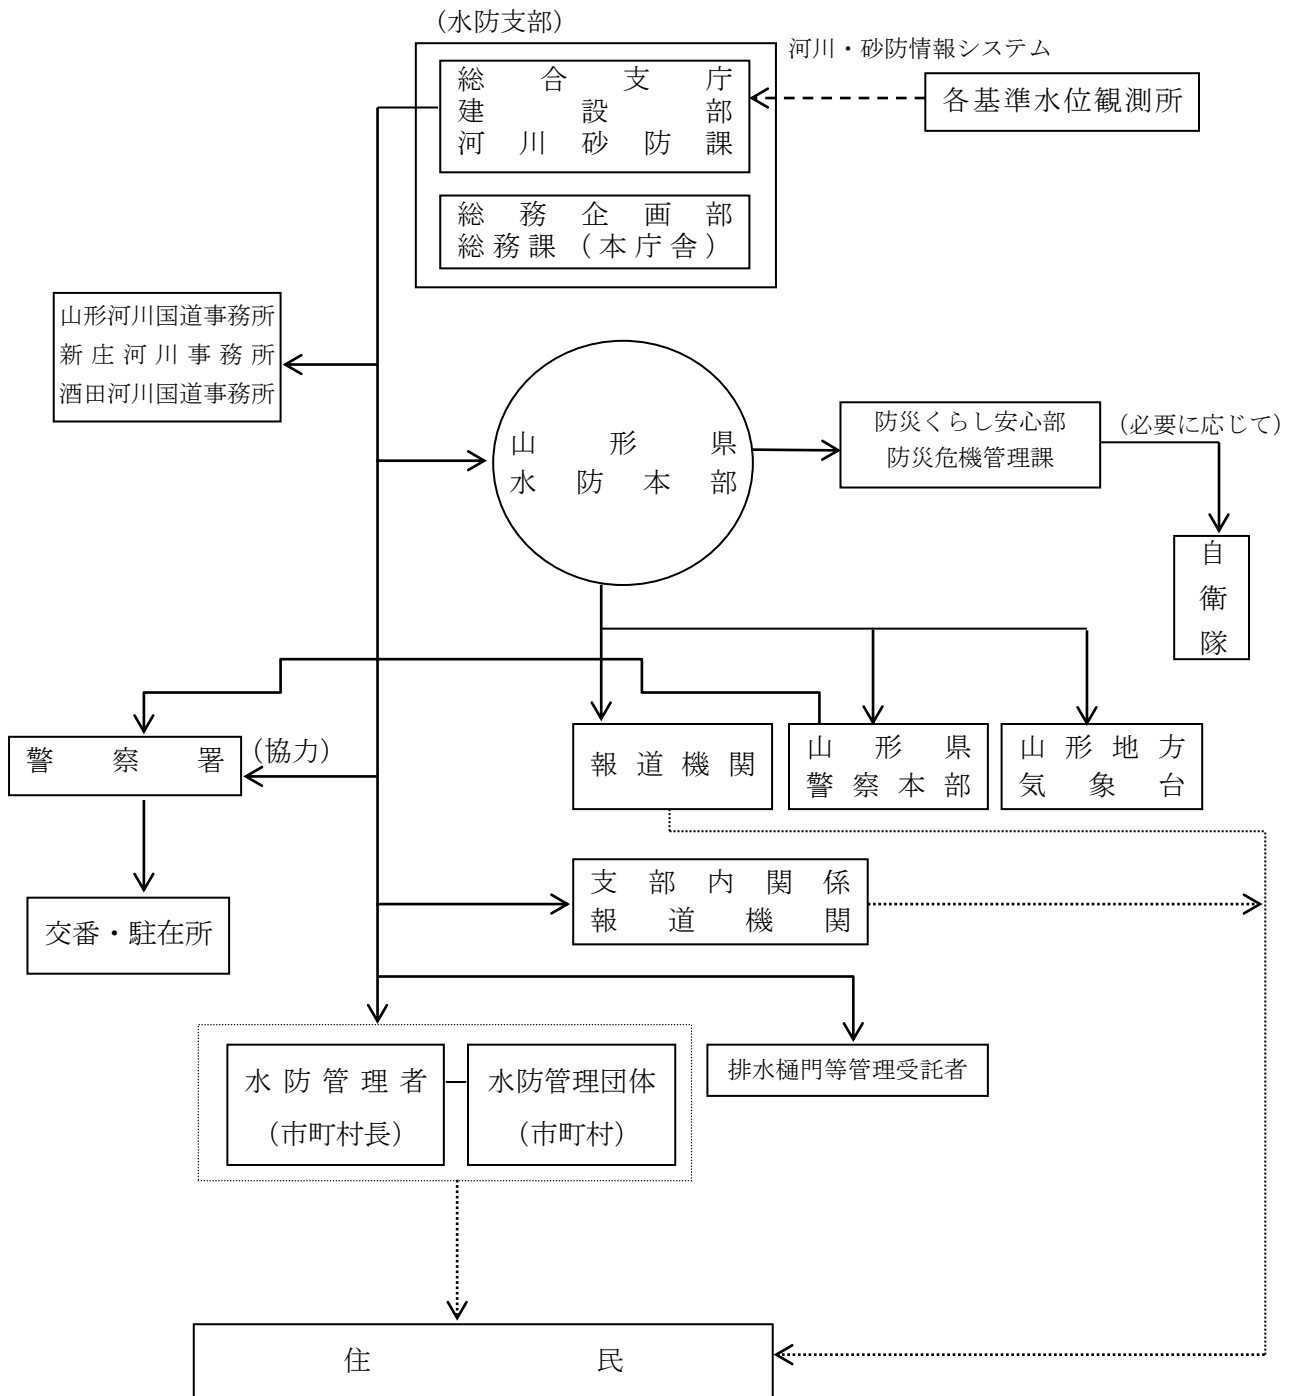 （水防支部）
河川・砂防情報システム
総合支庁
建設部
河川砂防課
各基準水位観測所
総務企画部
総務課（本庁舎）
山形河川国道事務所
新庄河川事務所
酒田河川国道事務所
山形県
水防本部
防災くらし安心部
防災危機管理課
（必要に応じて）
自
衛
隊
警察署
（協力）
報道機関
山形県
警察本部
山形地方
気象台
支部内関係
報道機関
交番・駐在所
水防管理者
（市町村長）
水防管理団体
（市町村）
排水樋門等管理受託者
住民